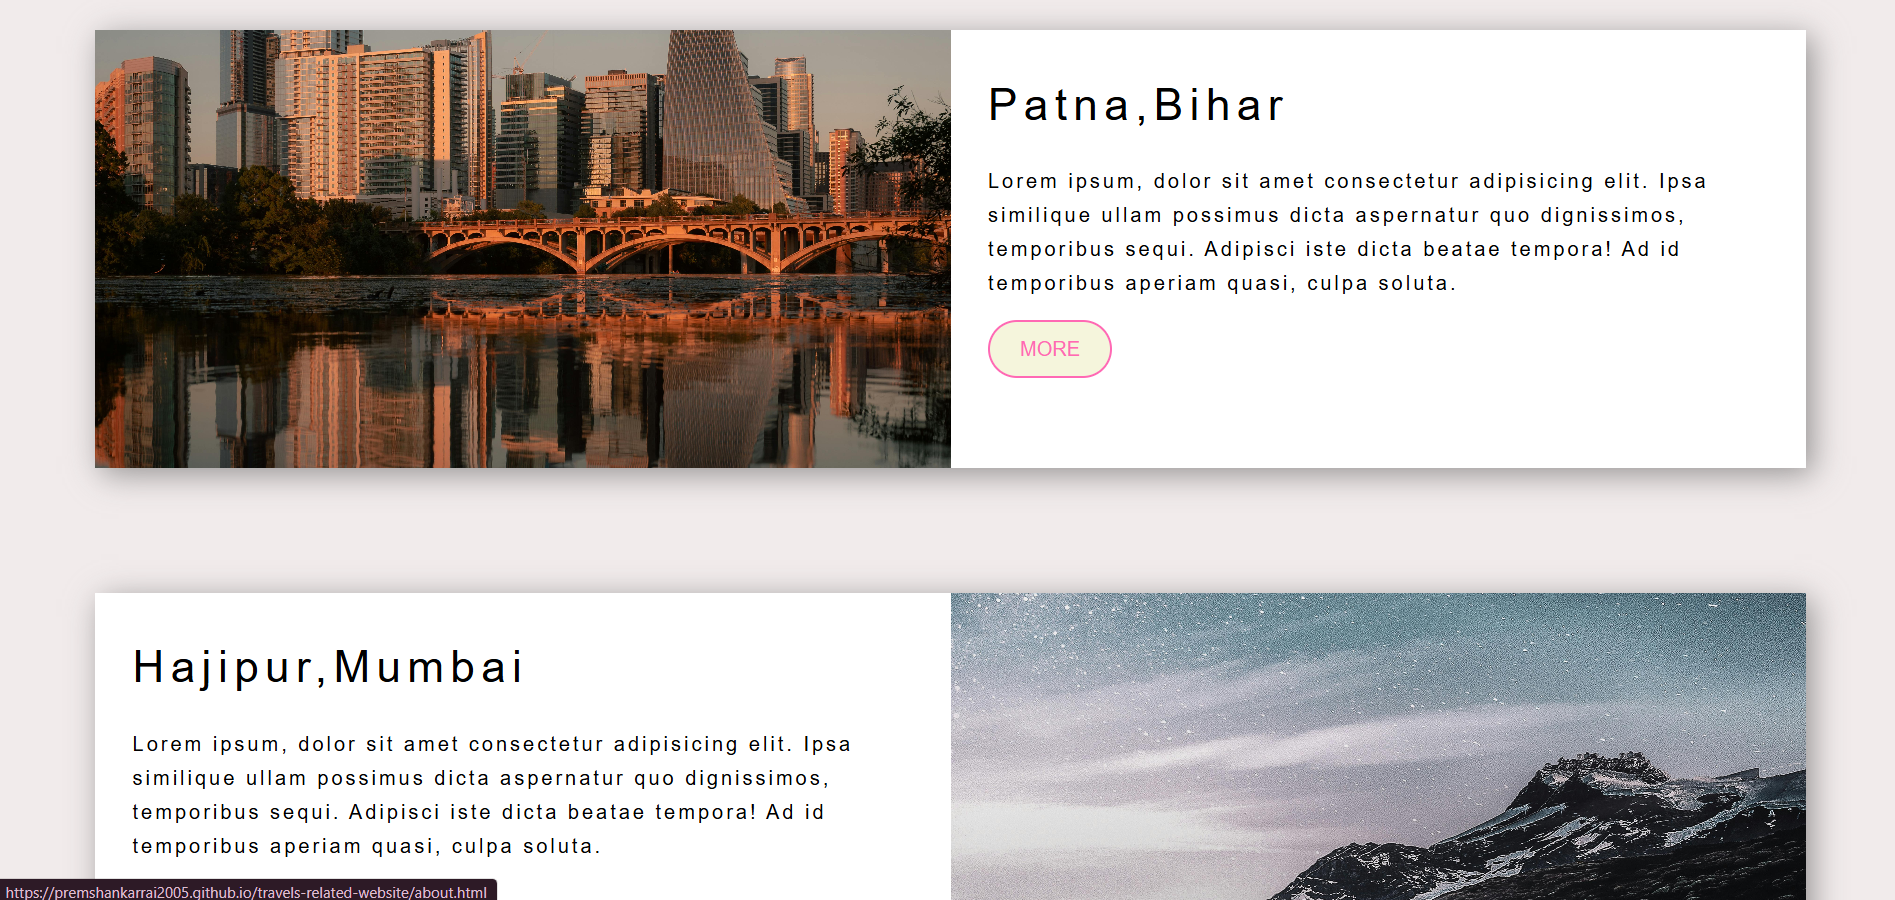 Patna,Bihar
Lorem ipsum, dolor sit amet consectetur adipisicing elit. Ipsa
similique ullam possimus dicta aspernatur quo dignissimos,
temporibus sequi. Adipisci iste dicta beatae tempora! Ad id
temporibus aperiam quasi, culpa soluta.
MORE
Hajipur,Mumbai
Lorem ipsum, dolor sit amet consectetur adipisicing elit. Ipsa
similique ullam possimus dicta aspernatur quo dignissimos,
temporibus sequi. Adipisci iste dicta beatae tempora! Ad id
temporibus aperiam quasi, culpa soluta.
https://premshankarrai2005.github.io/travels-related-website/about.html